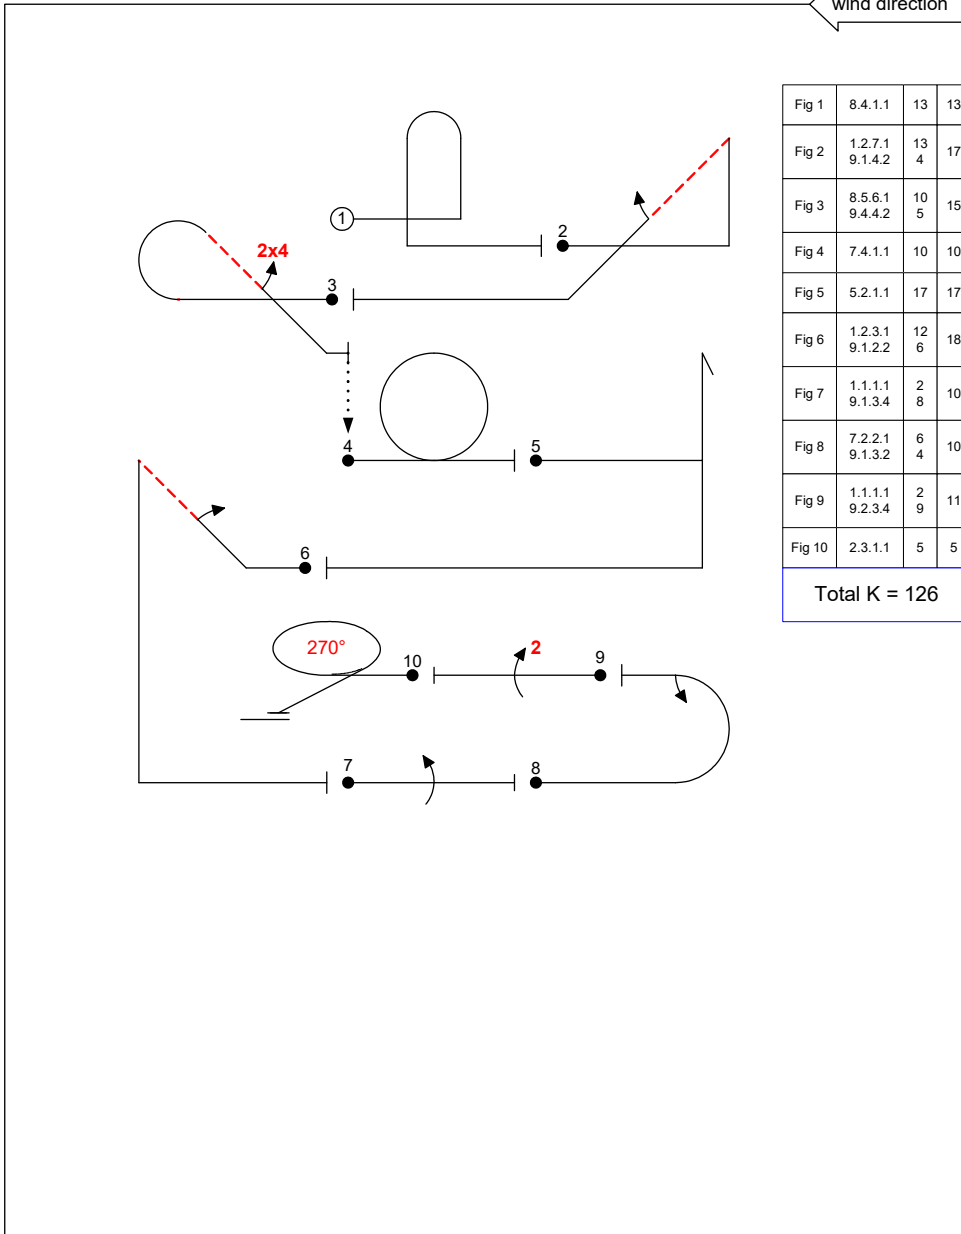 wind direction
Fig 1 8.4.1.1 13 13
Fig 2 1.2.7.1 13 17
9.1.4.2 4
Fig 3 8.5.6.1 10 15
9.4.4.2 5
Fig 4 7.4.1.1 10 10
Fig 5 5.2.1.1 17 17
Fig 6 1.2.3.1 12 18
9.1.2.2 6
Fig 7 1.1.1.1 2 10
9.1.3.4 8
Fig 8 7.2.2.1 6 10
9.1.3.2 4
Fig 9 1.1.1.1 2 11
9.2.3.4 9
Fig 10 2.3.1.1 5 5
Total K = 126
1
2
2x4
3
4
5
6
270°
10
2
9
7
8